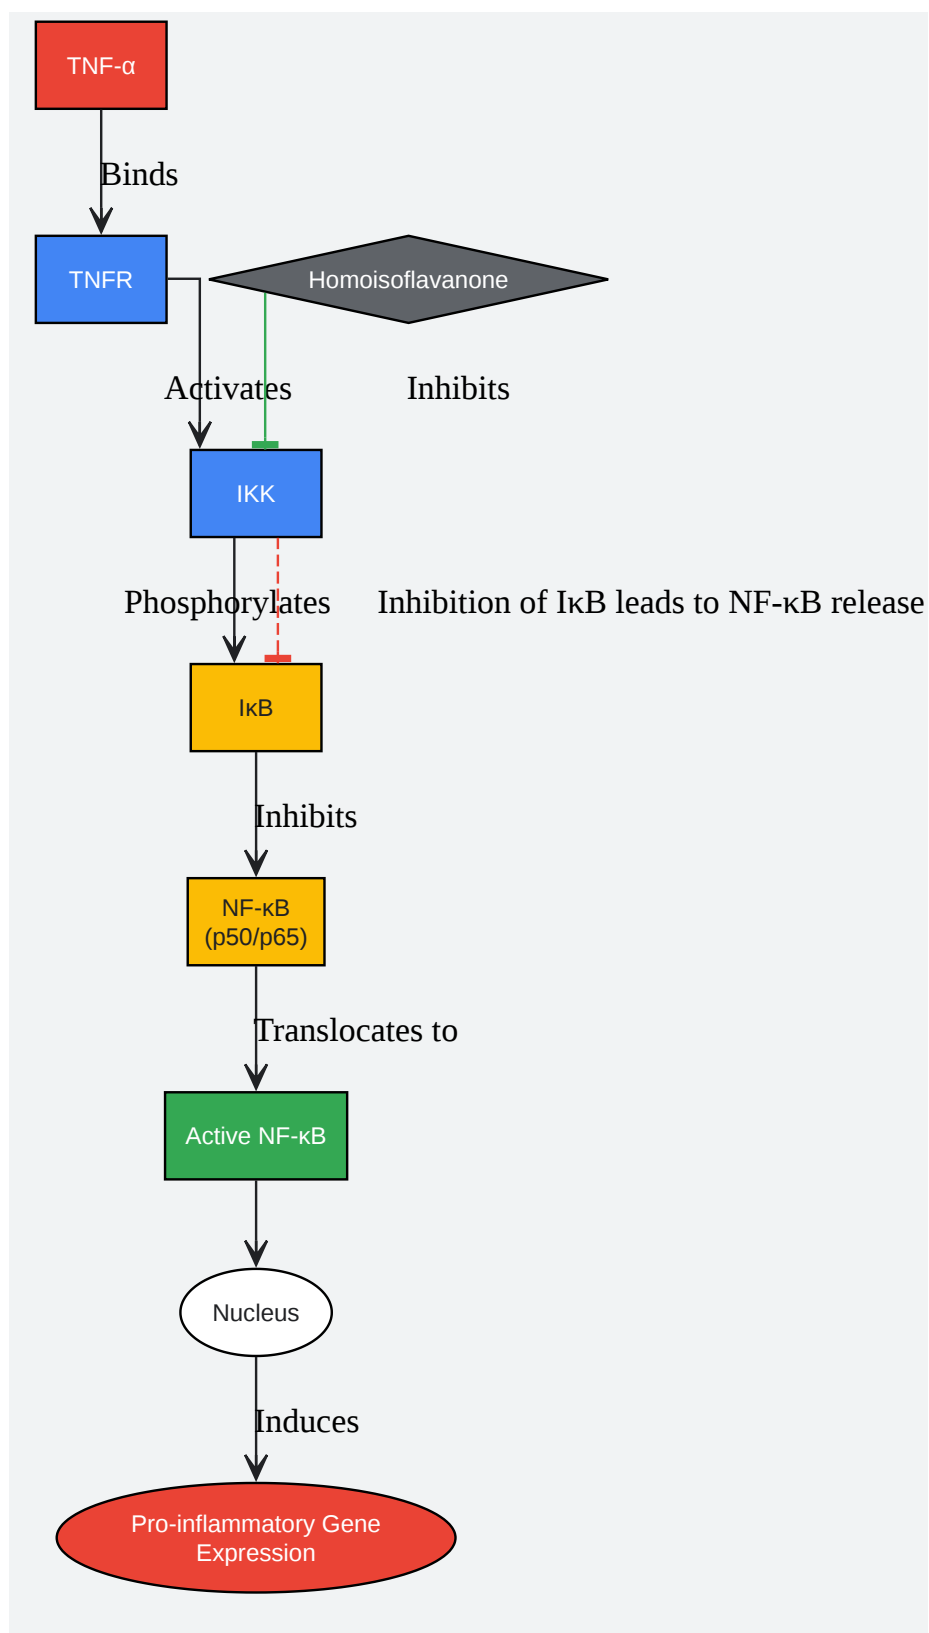 TNF-α
Binds
TNFR
Homoisoflavanone
Activates
Inhibits
IKK
Phosphorylates
Inhibition of IκB leads to NF-κB release
IκB
Inhibits
NF-κB
(p50/p65)
Translocates to
Active NF-κB
Nucleus
Induces
Pro-inflammatory Gene
Expression